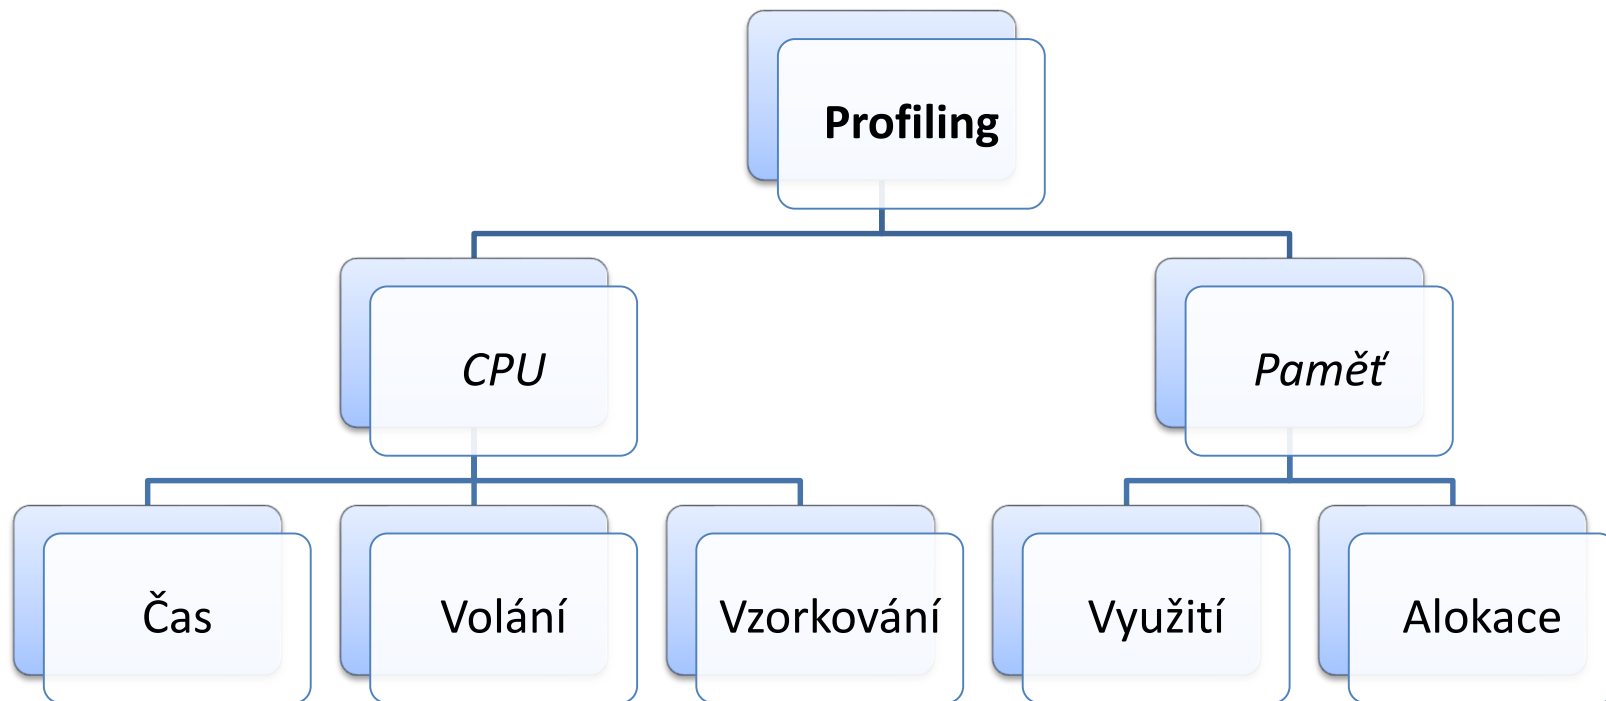 Profiling
CPU
Paměť
Čas
Volání
Vzorkování
Využití
Alokace